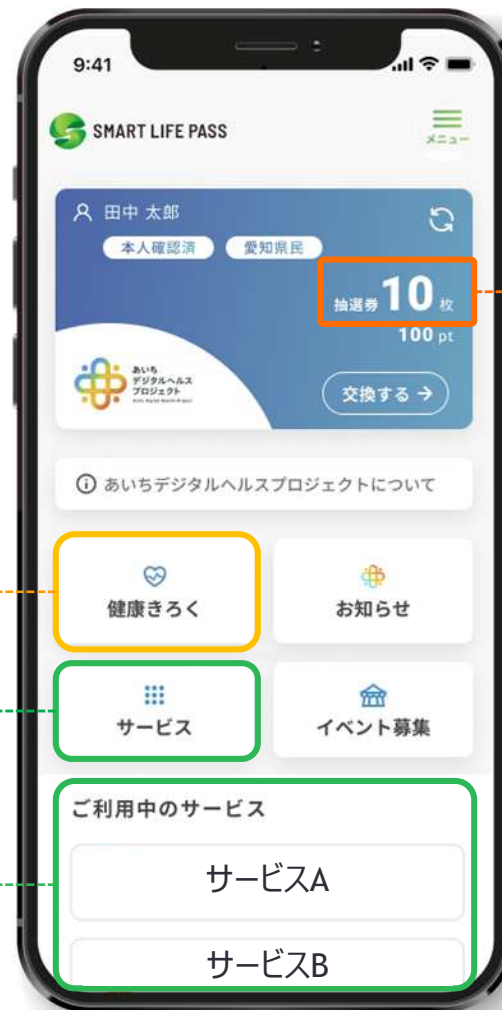 9:41
SMART LIFE PASS
メニュー
田中 太郎
本人確認済 愛知県民
抽選券 10 枚
100 pt
あいち
デジタルヘルス
プロジェクト
交換する →
あいちデジタルヘルスプロジェクトについて
健康きろく
お知らせ
サービス
イベント募集
ご利用中のサービス
サービスA
サービスB